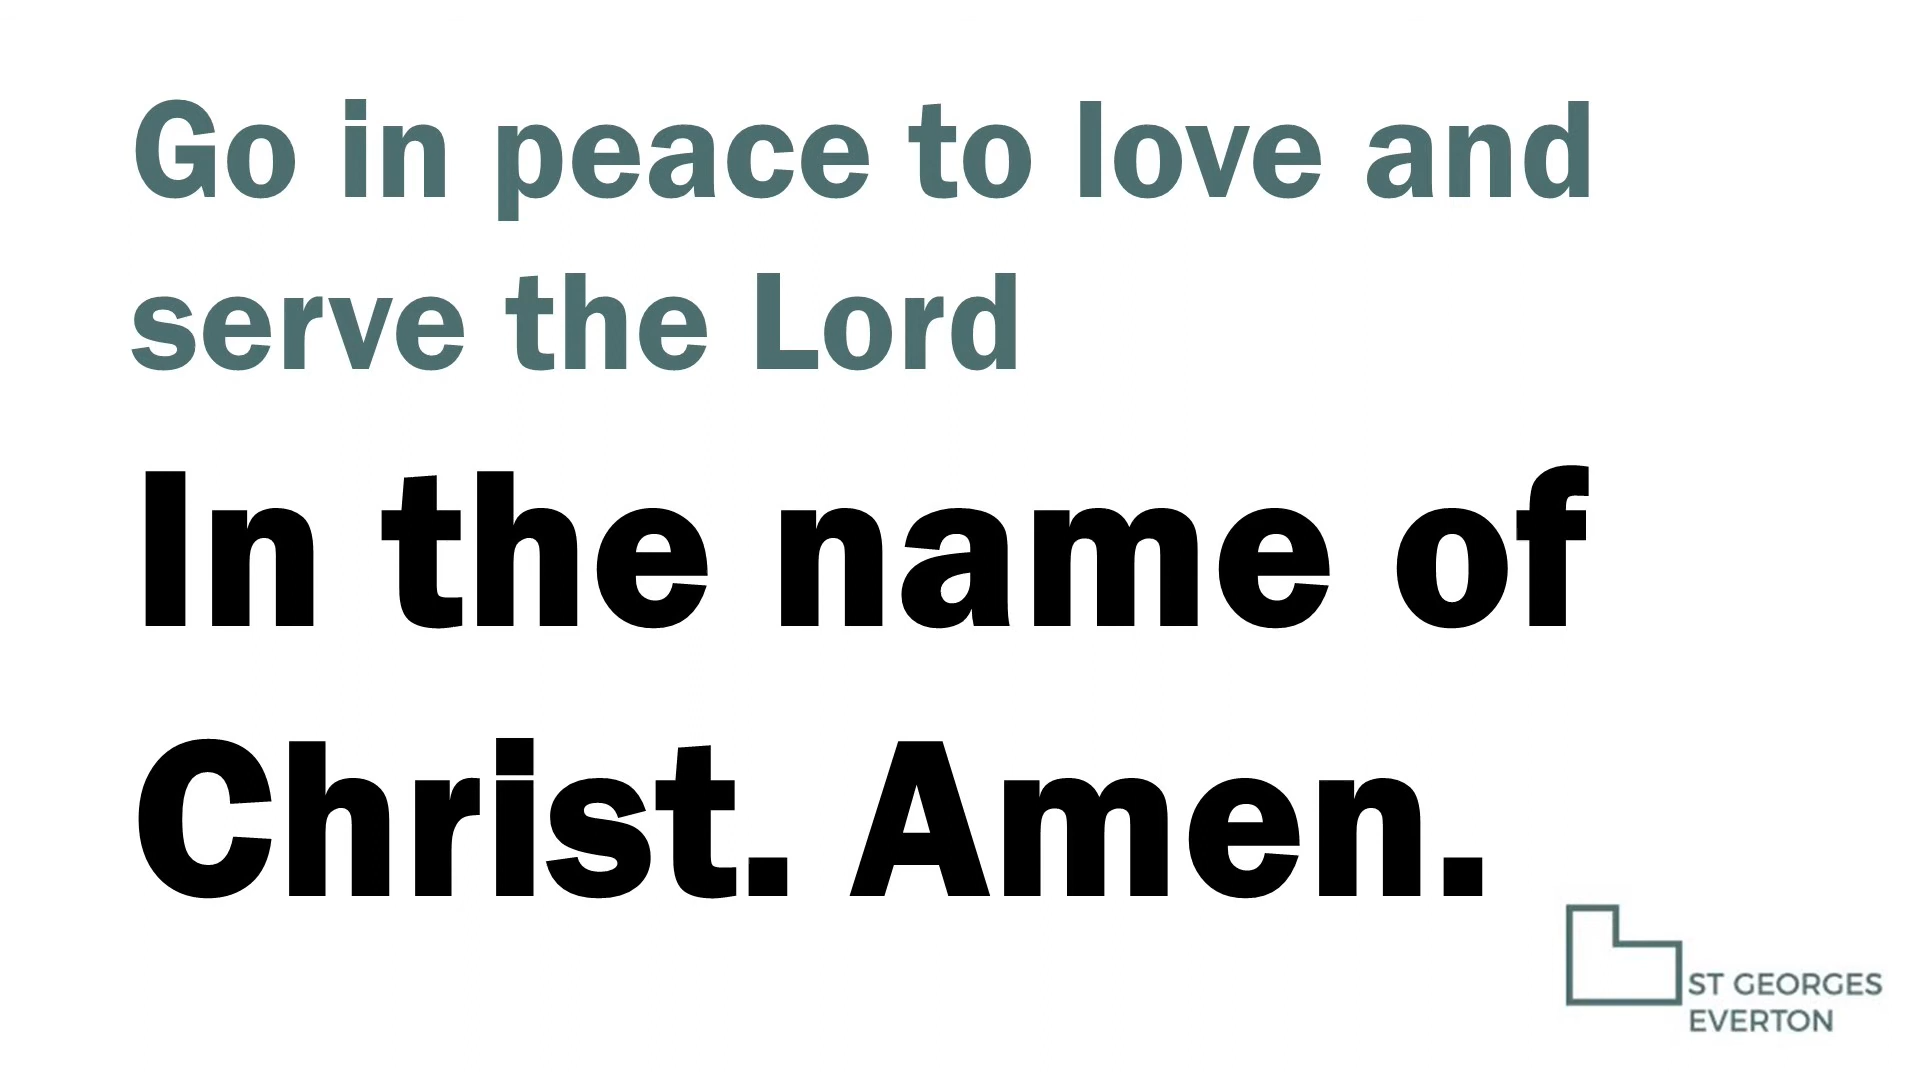 Go in peace to love and
serve the Lord
In the name of
Christ. Amen.
ST GEORGES
EVERTON